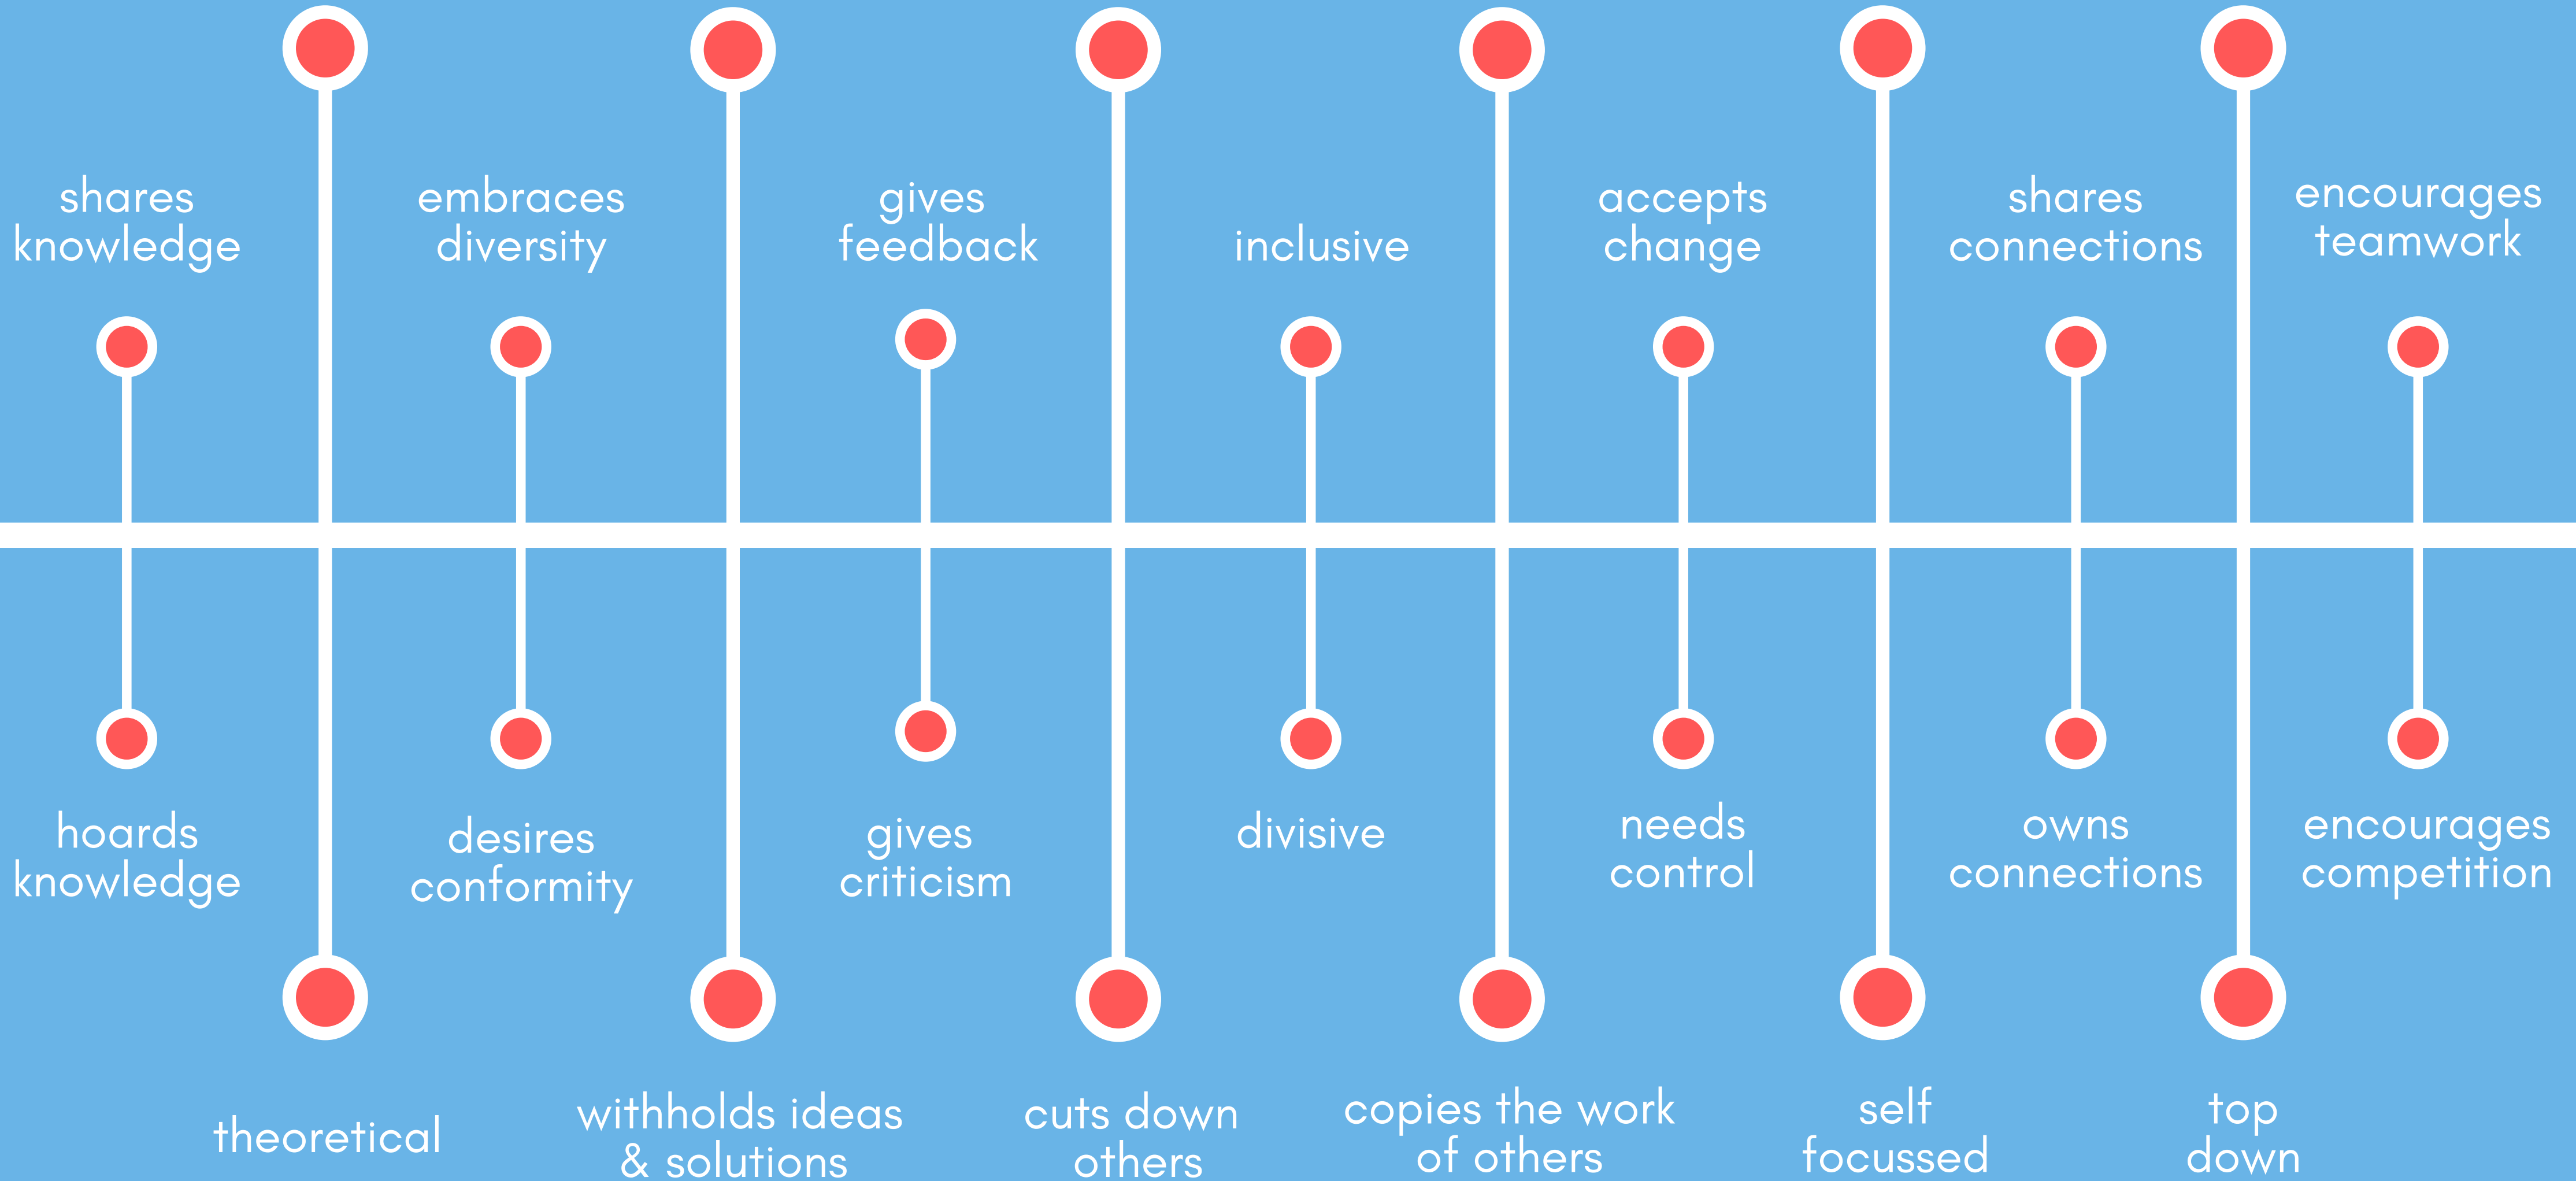 shares
knowledge
embraces
diversity
gives
feedback
inclusive
accepts
change
shares
connections
encourages
teamwork
hoards
knowledge
desires
conformity
gives
criticism
divisive
needs
control
owns
connections
encourages
competition
theoretical
withholds ideas
& solutions
cuts down
others
copies the work
of others
self
focussed
top
down